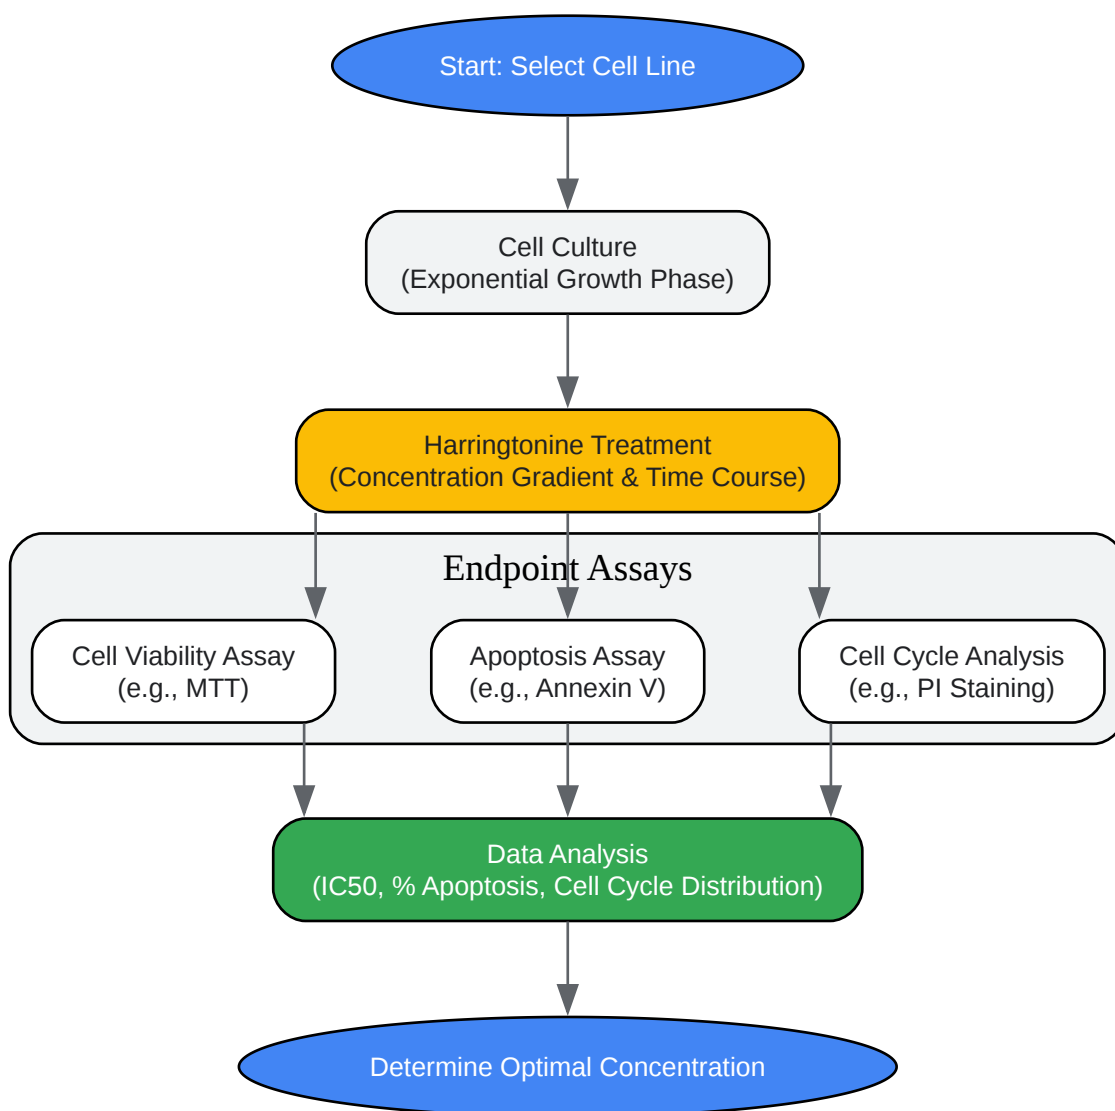 Start: Select Cell Line
Cell Culture
(Exponential Growth Phase)
Harringtonine Treatment
(Concentration Gradient & Time Course)
Endpoint Assays
Cell Viability Assay
(e.g., MTT)
Apoptosis Assay
(e.g., Annexin V)
Cell Cycle Analysis
(e.g., PI Staining)
Data Analysis
(IC50, % Apoptosis, Cell Cycle Distribution)
Determine Optimal Concentration